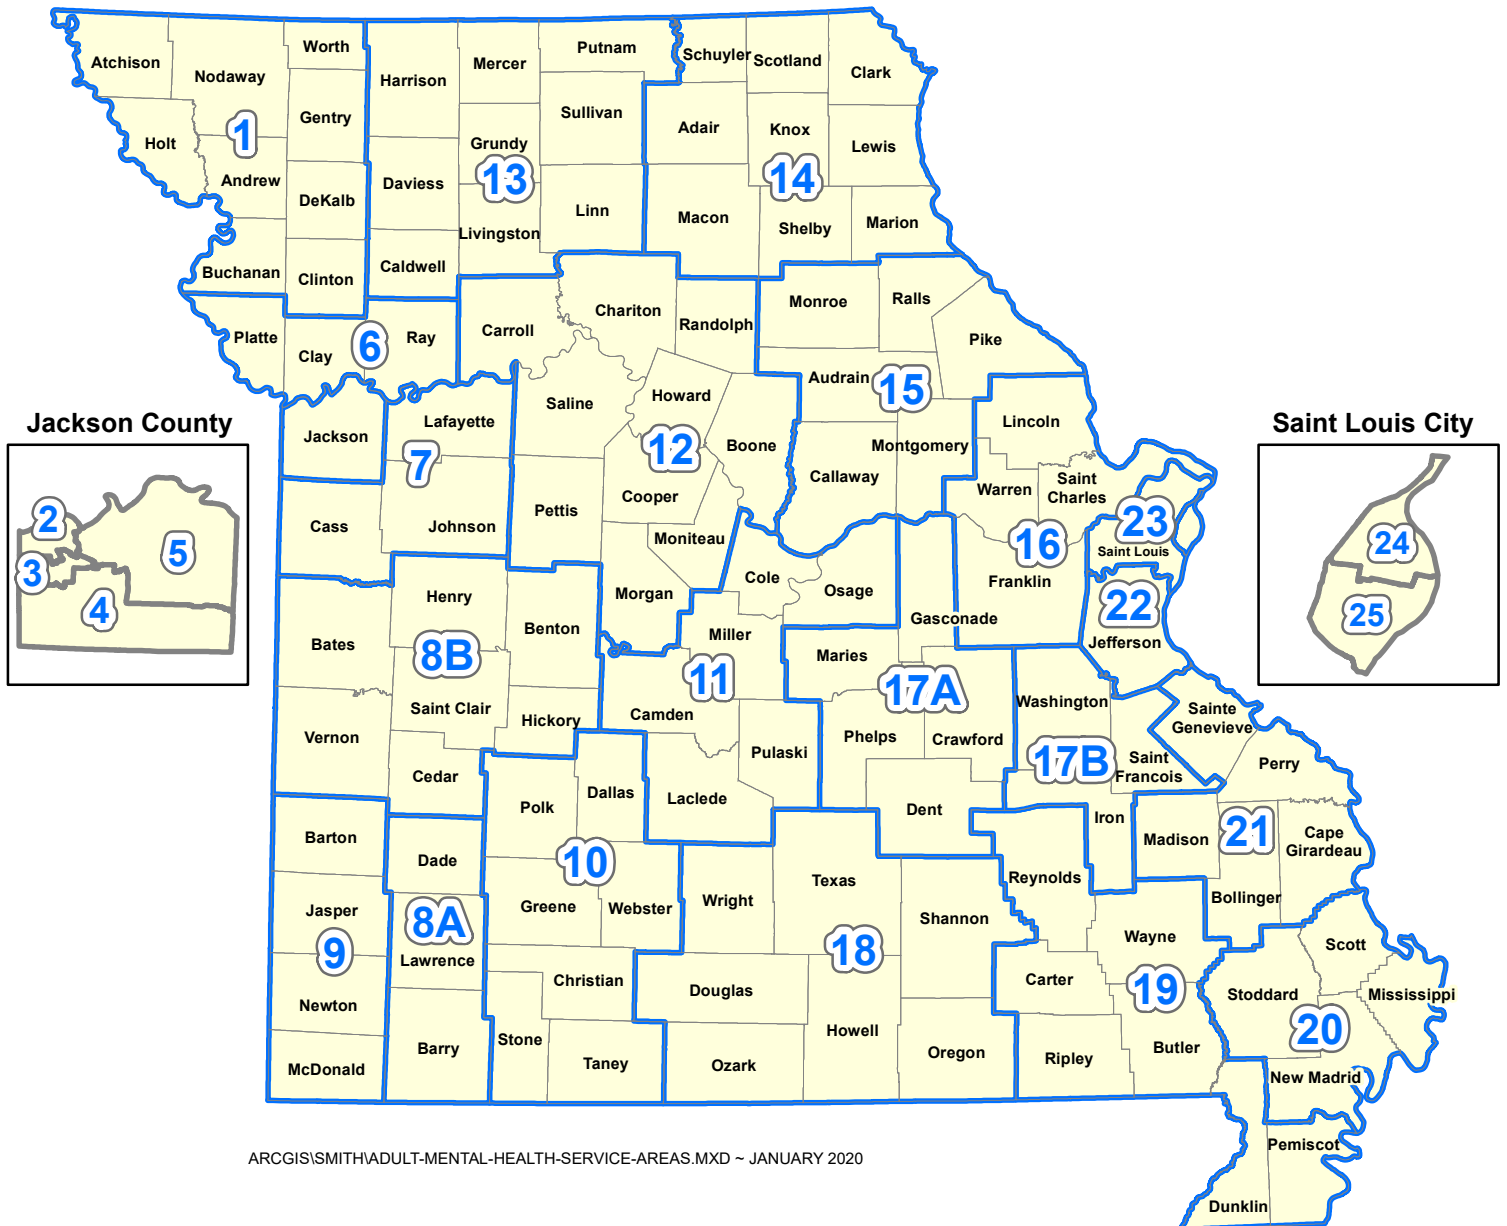 Worth
Putnam
Atchison
Mercer
Schuyler
Scotland
Nodaway
Harrison
Clark
Sullivan
Gentry
Adair
Knox
Holt
1
Grundy
Lewis
Andrew
Daviess
13
14
DeKalb
Linn
Macon
Shelby
Marion
Livingston
Buchanan
Clinton
Caldwell
Monroe
Ralls
Chariton
Randolph
Platte
Clay
6
Ray
Carroll
Pike
Audrain
15
Howard
Saline
Lincoln
Jackson County
Lafayette
Saint Louis City
Jackson
Boone
Montgomery
12
7
Callaway
Saint
Charles
Warren
Cooper
2
Cass
Johnson
Pettis
23
Moniteau
24
5
16
Saint Louis
3
Cole
Franklin
Osage
Henry
Morgan
22
4
25
Gasconade
Benton
Miller
Jefferson
Bates
8B
Maries
11
17A
Washington
Saint Clair
Camden
Sainte
Genevieve
Hickory
Vernon
Phelps
Crawford
Pulaski
17B
Saint
Francois
Perry
Cedar
Dallas
Laclede
Polk
Dent
Iron
Barton
21
Madison
Cape
Girardeau
Dade
10
Texas
Reynolds
Wright
Bollinger
Jasper
Greene
Webster
8A
Shannon
Wayne
Scott
9
18
Lawrence
Christian
Carter
Douglas
19
Stoddard
Mississippi
Newton
20
Howell
Stone
Barry
Oregon
Ripley
Butler
McDonald
Taney
Ozark
New Madrid
Pemiscot
ARCGIS\SMITH\ADULT-MENTAL-HEALTH-SERVICE-AREAS.MXD ~ JANUARY 2020
Dunklin